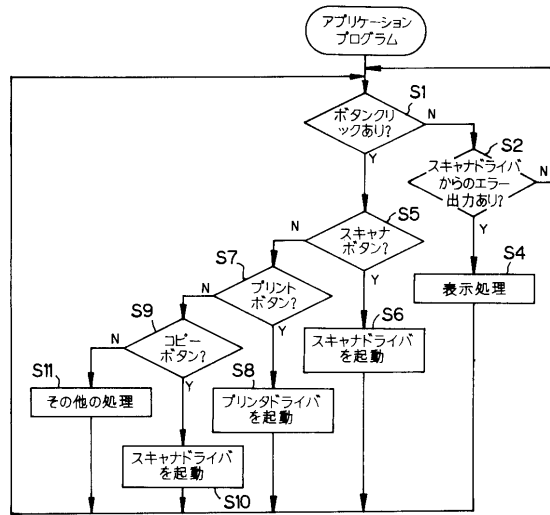 アプリケーション
プログラム
S1
ボタンクリ
ックあり?
N
Y
S2
スキャナドライバ
からのエラー
出力あり?
N
Y
S5
スキャナ
ボタン?
N
Y
S4
表示処理
S7
プリント
ボタン?
N
Y
S6
スキャナドライバ
を起動
S9
コピー
ボタン?
N
Y
S8
プリンタドライバ
を起動
S11
その他の処理
スキャナドライバ
を起動
S10